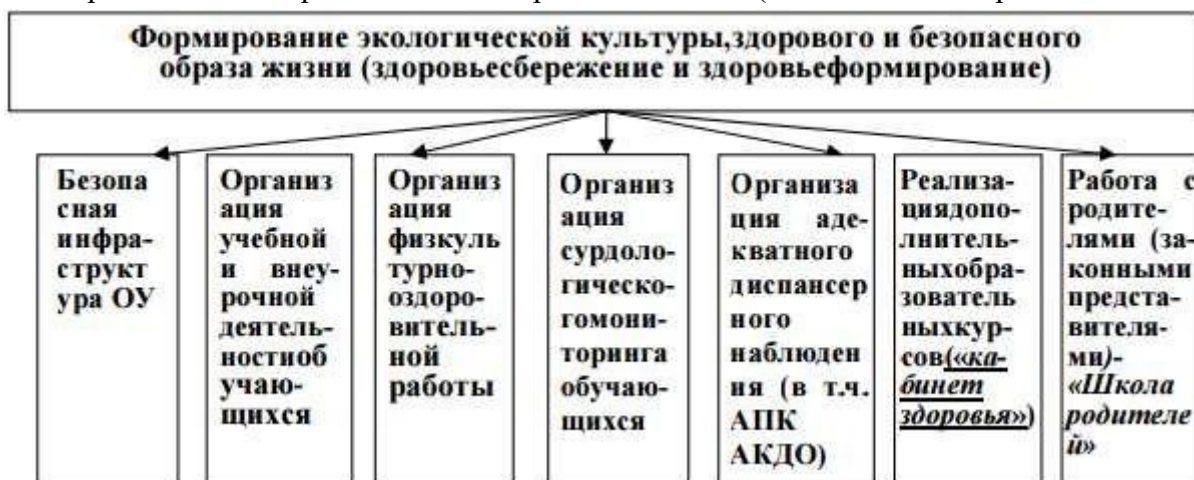 Формирование экологической культуры,здорового и безопасного
образа жизни (здоровьесбережение и здоровьеформирование)
Безопа
сная
инфра-
структ
ура ОУ
Организ
ация
учебной
и внеу-
рочной
деятель-
ностиоб
учаю-
щихся
Организ
ация
физкуль
турно-
оздоро-
витель-
ной
работы
Организ
ация
сурдоло-
гическо-
гомони-
торинга
обучаю-
щихся
Организа
ция аде-
кватного
диспансер
ного
наблюден
ия (в т.ч.
АПК
АКДО)
Реализа-
циядопо-
лнитель-
ныхобра-
зователь
ныхкур-
сов(«ка-
бинет
здоровья»)
Работа с
родите-
лями (за-
конными
предста-
вителя-
ми)-
«Школа
родителе
й»